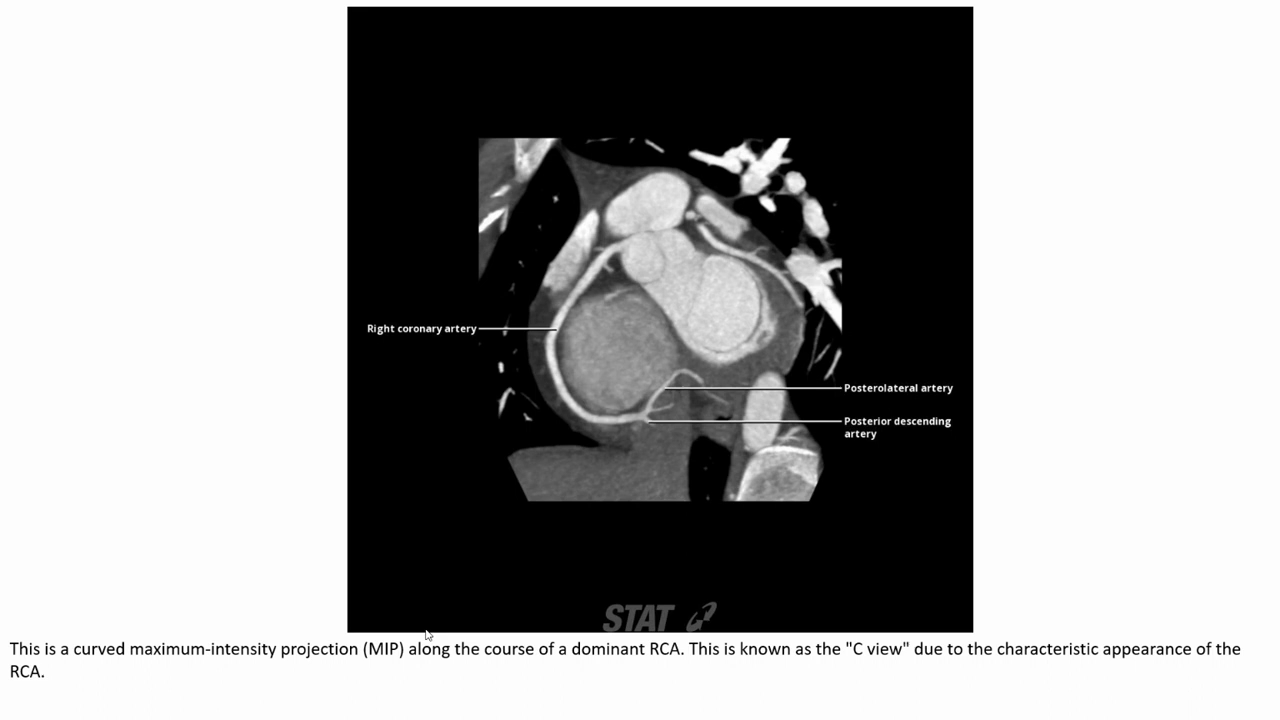 Right coronary artery
Posterolateral artery
Posterior descending
artery
STAT
This is a curved maximum-intensity projection (MIP) along the course of a dominant RCA. This is known as the "C view" due to the characteristic appearance of the
RCA.